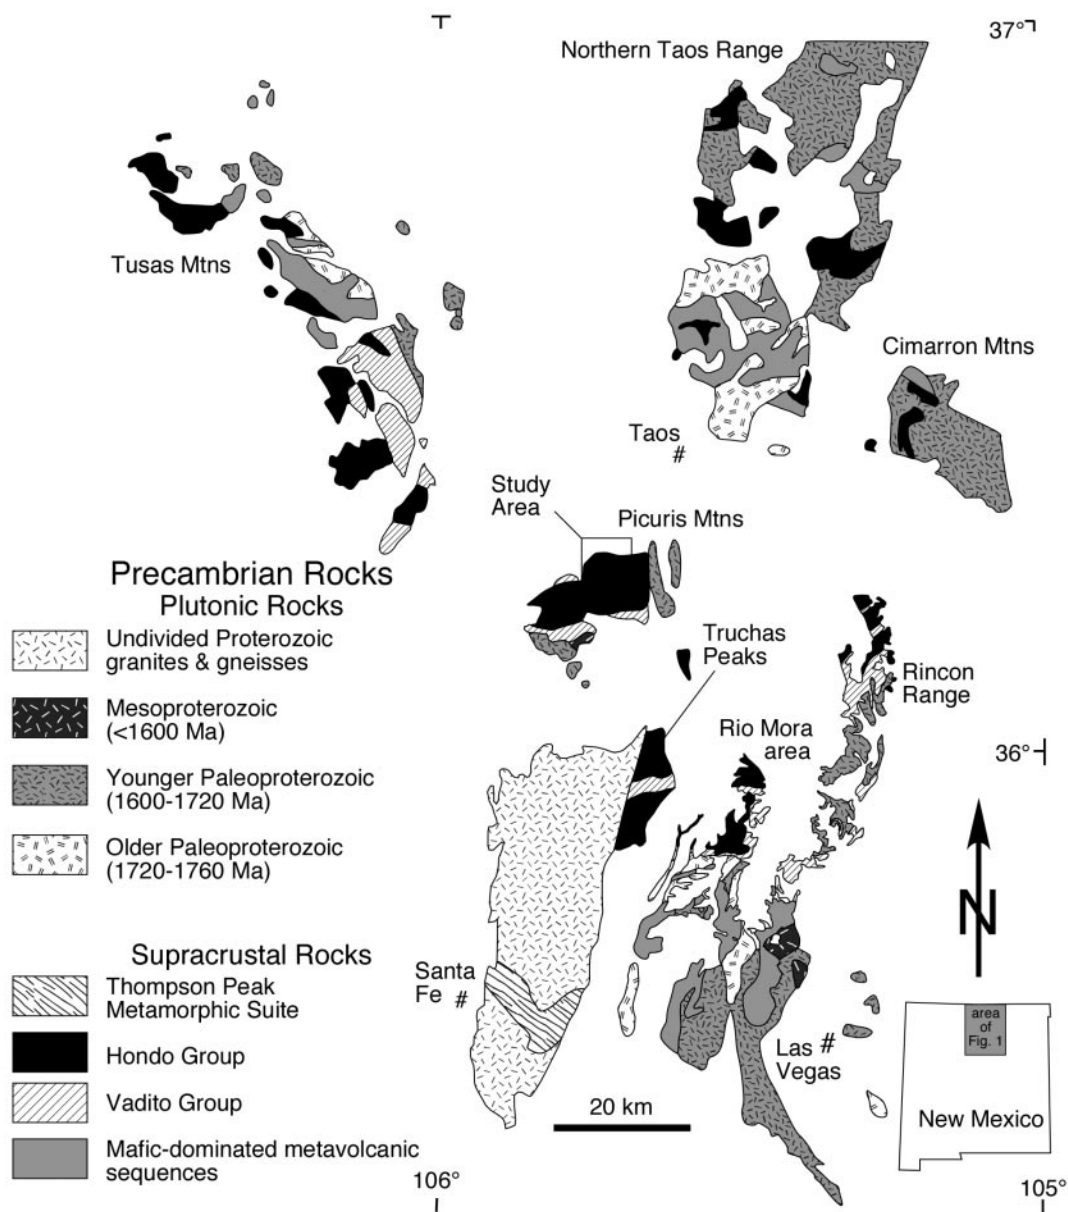 37°
Northern Taos Range
Tusas Mtns
Cimarron Mtns
Taos
#
Study
Area
Picuris Mtns
Precambrian Rocks
Plutonic Rocks
Undivided Proterozoic
granites & gneisses
Mesoproterozoic
(<1600 Ma)
Younger Paleoproterozoic
(1600-1720 Ma)
Older Paleoproterozoic
(1720-1760 Ma)
Truchas
Peaks
Rincon
Range
Rio Mora
area
36°
N
Supracrustal Rocks
Thompson Peak
Metamorphic Suite
Hondo Group
Vadito Group
Mafic-dominated metavolcanic
sequences
Santa
Fe #
Las #
Vegas
20 km
area
of
Fig. 1
New Mexico
106°
105°